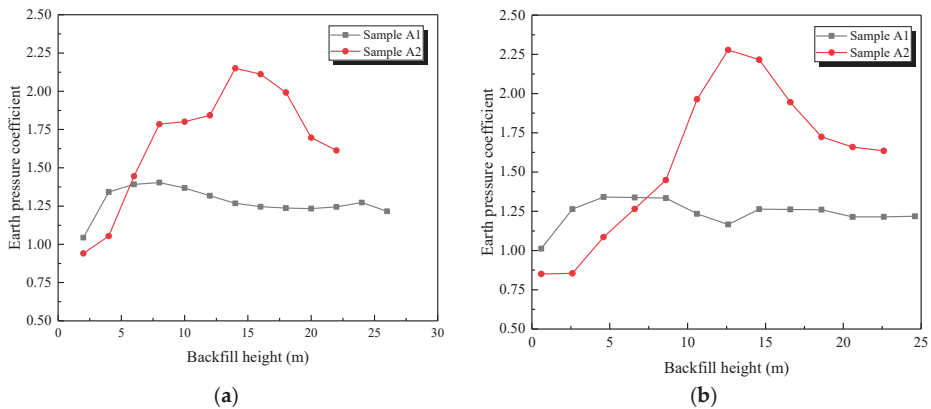 2.50
2.25
2.00
1.75
1.50
1.25
1.00
0.75
0.50
Earth pressure coefficient
Sample A1
Sample A2
0 5 10 15 20 25 30
Backfill height (m)
(a)
2.50
2.25
2.00
1.75
1.50
1.25
1.00
0.75
0.50
Earth pressure coefficient
Sample A1
Sample A2
0 5 10 15 20 25
Backfill height (m)
(b)